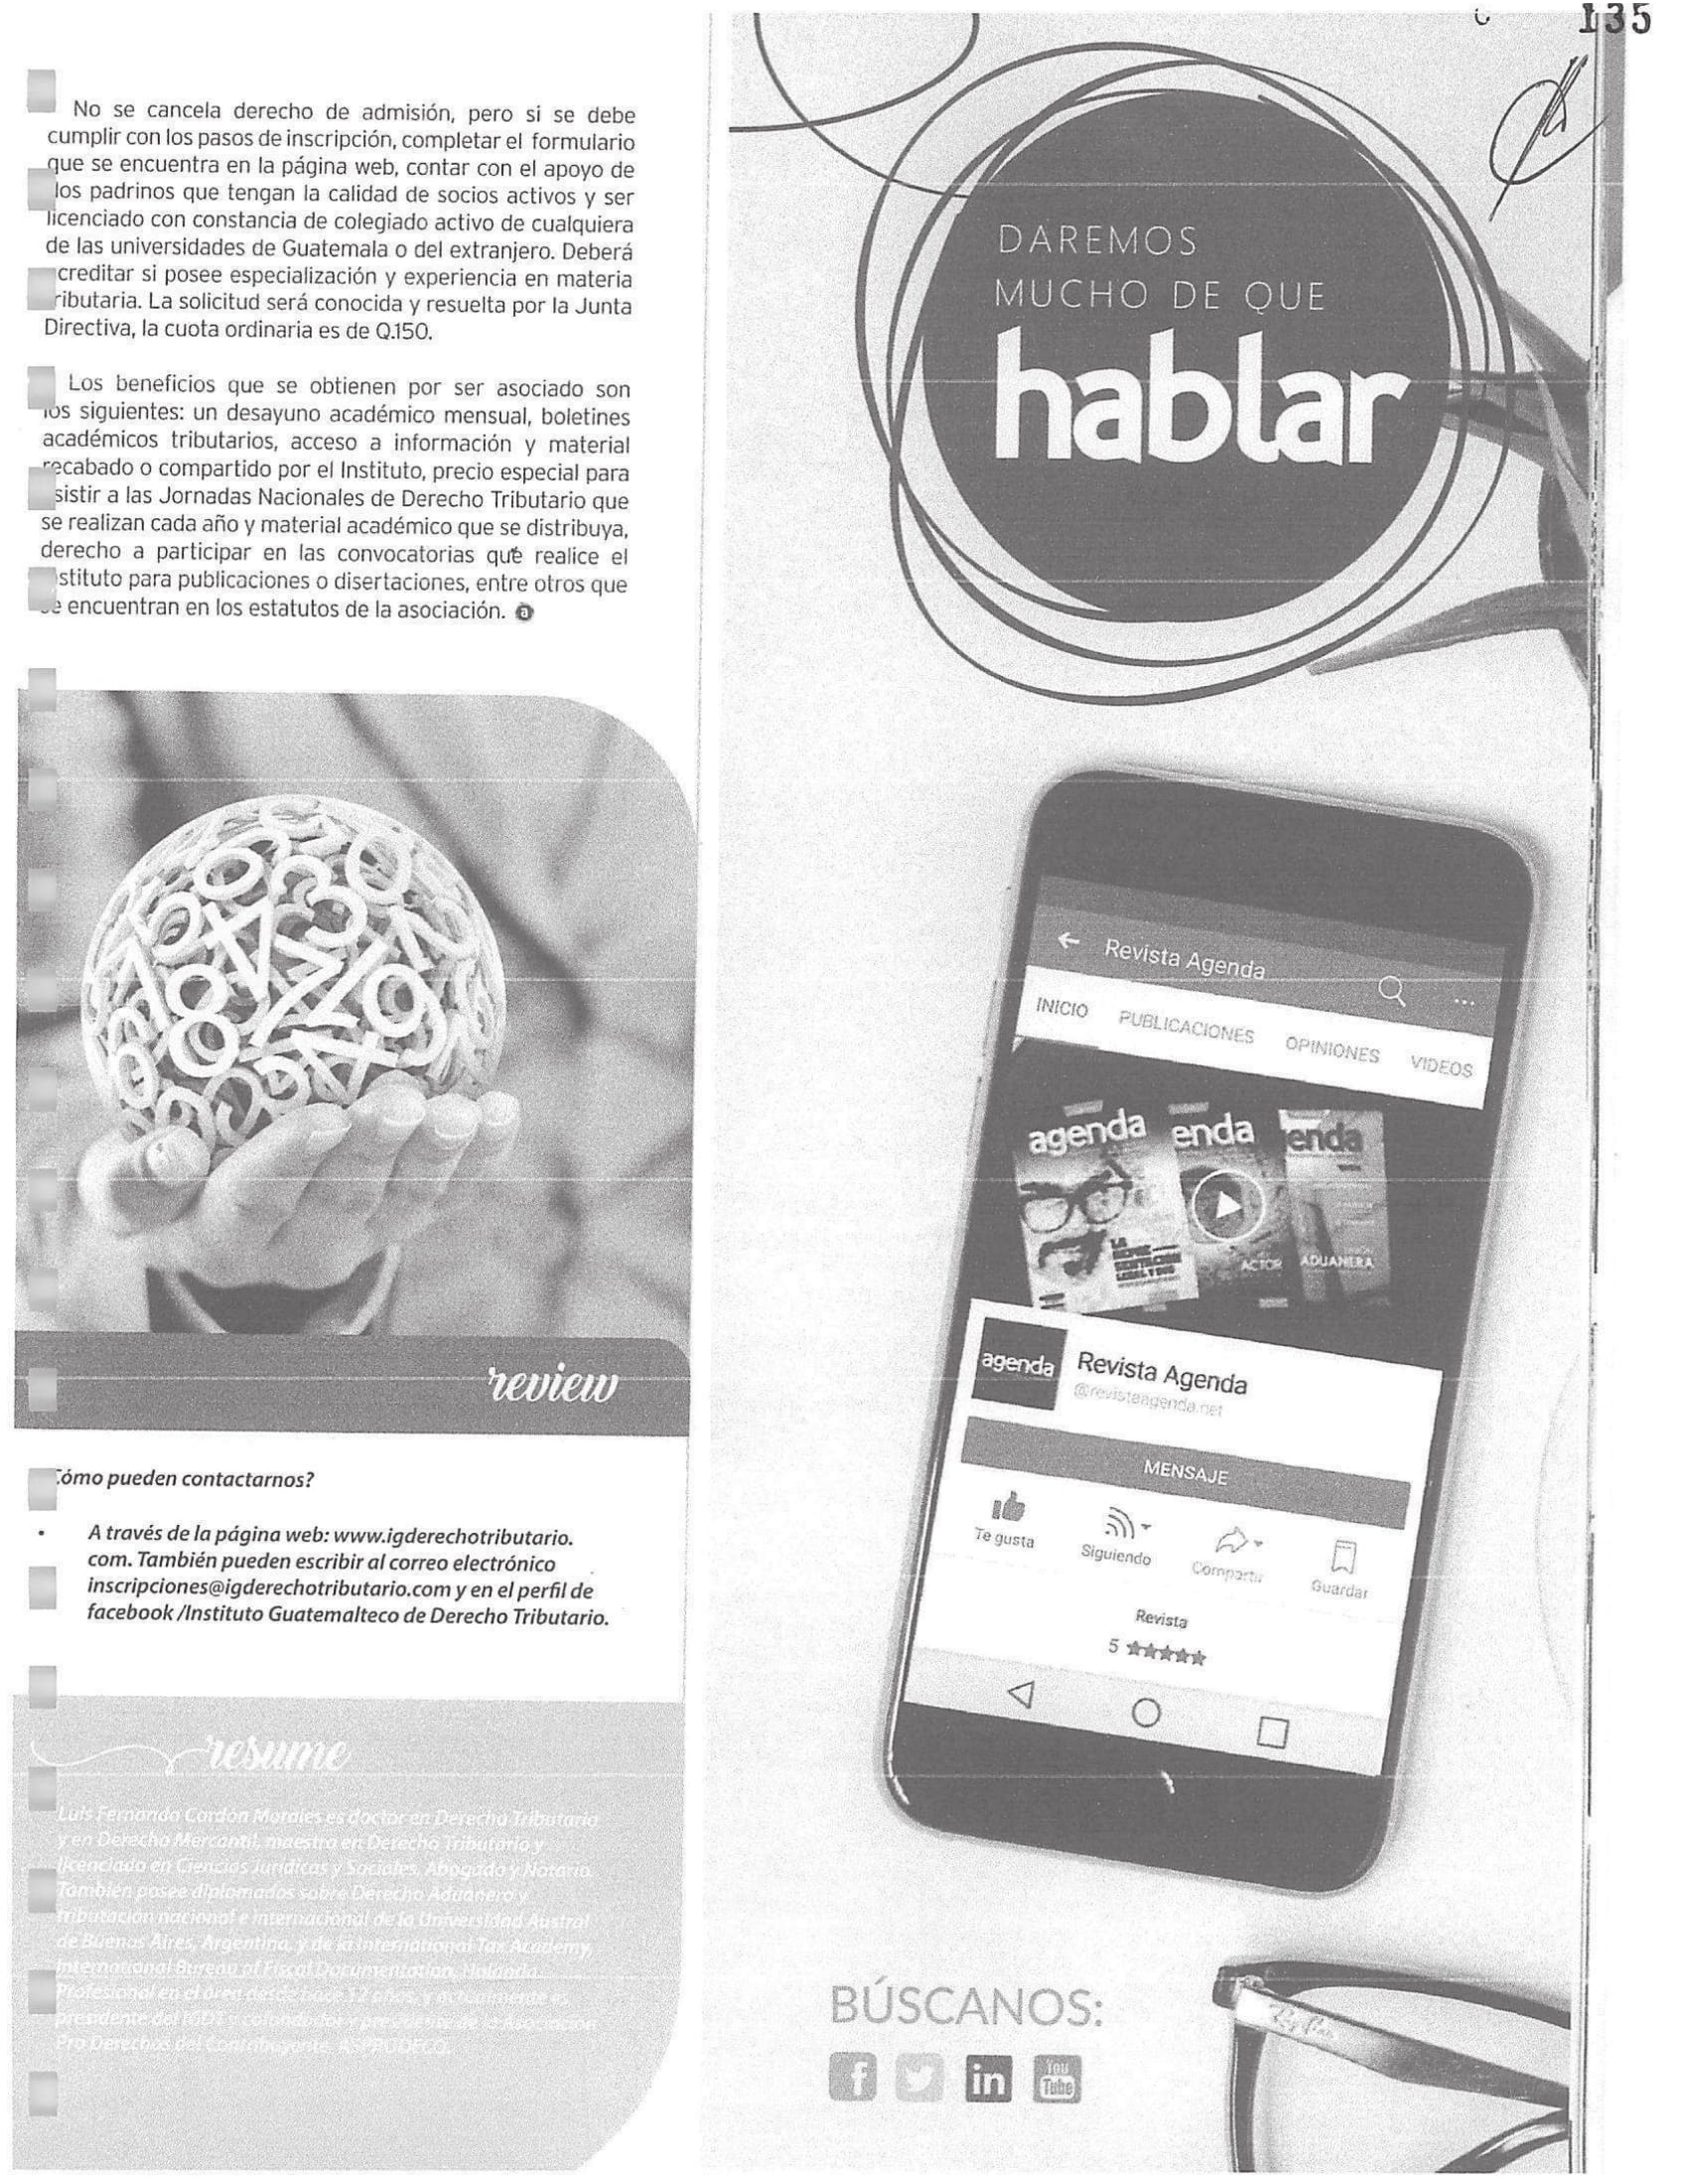 135
No se cancela derecho de admisión, pero si se debe
cumplir con los pasos de inscripción, completar el formulario
que se encuentra en la página web, contar con el apoyo de
los padrinos que tengan la calidad de socios activos y ser
licenciado con constancia de colegiado activo de cualquiera
de las universidades de Guatemala o del extranjero. Deberá
creditar si posee especialización y experiencia en materia
ributaria. La solicitud será conocida y resuelta por la Junta
Directiva, la cuota ordinaria es de Q.150.
Los beneficios que se obtienen por ser asociado son
los siguientes: un desayuno académico mensual, boletines
académicos tributarios, acceso a información y material
recabado o compartido por el Instituto, precio especial para
sistir a las Jornadas Nacionales de Derecho Tributario que
se realizan cada año y material académico que se distribuya,
derecho a participar en las convocatorias que realice el
stituto para publicaciones o disertaciones, entre otros que
se encuentran en los estatutos de la asociación. a
review
Cómo pueden contactarnos?
• A través de la página web: www.igderechotributario.
com. También pueden escribir al correo electrónico
inscripciones@igderechotributario.com y en el perfil de
facebook /Instituto Guatemalteco de Derecho Tributario.
resume
Luis Fernando Cordón Morales es doctor en Derecho Tributario
y en Derecho Mercantil, maestro en Derecho Tributario y
licenciado en Ciencias Jurídicas y Sociales, Abogado y Notario.
También posee diplomados sobre Derecho Aduanero y
tributación nacional e internacional de la Universidad Austral
de Buenos Aires, Argentina, y de la International Tax Academy,
International Bureau of Fiscal Documentation, Holanda.
Profesional en el área desde hace 12 años, y actualmente es
presidente del IGDT y cofundador y presidente de la Asociación
Pro Derechos del Contribuyente, ASPRODECO.
DAREMOS
MUCHO DE QUE
hablar
Revista Agenda
INICIO PUBLICACIONES OPINIONES VIDEOS
agenda enda enda
ACTOR ADUANERA
agenda
Revista Agenda
@revistaagenda.net
MENSAJE
Te gusta Siguiendo Compartir Guardar
Revista
5
BÚSCANOS:
f in You
Tube
Ray-Ban